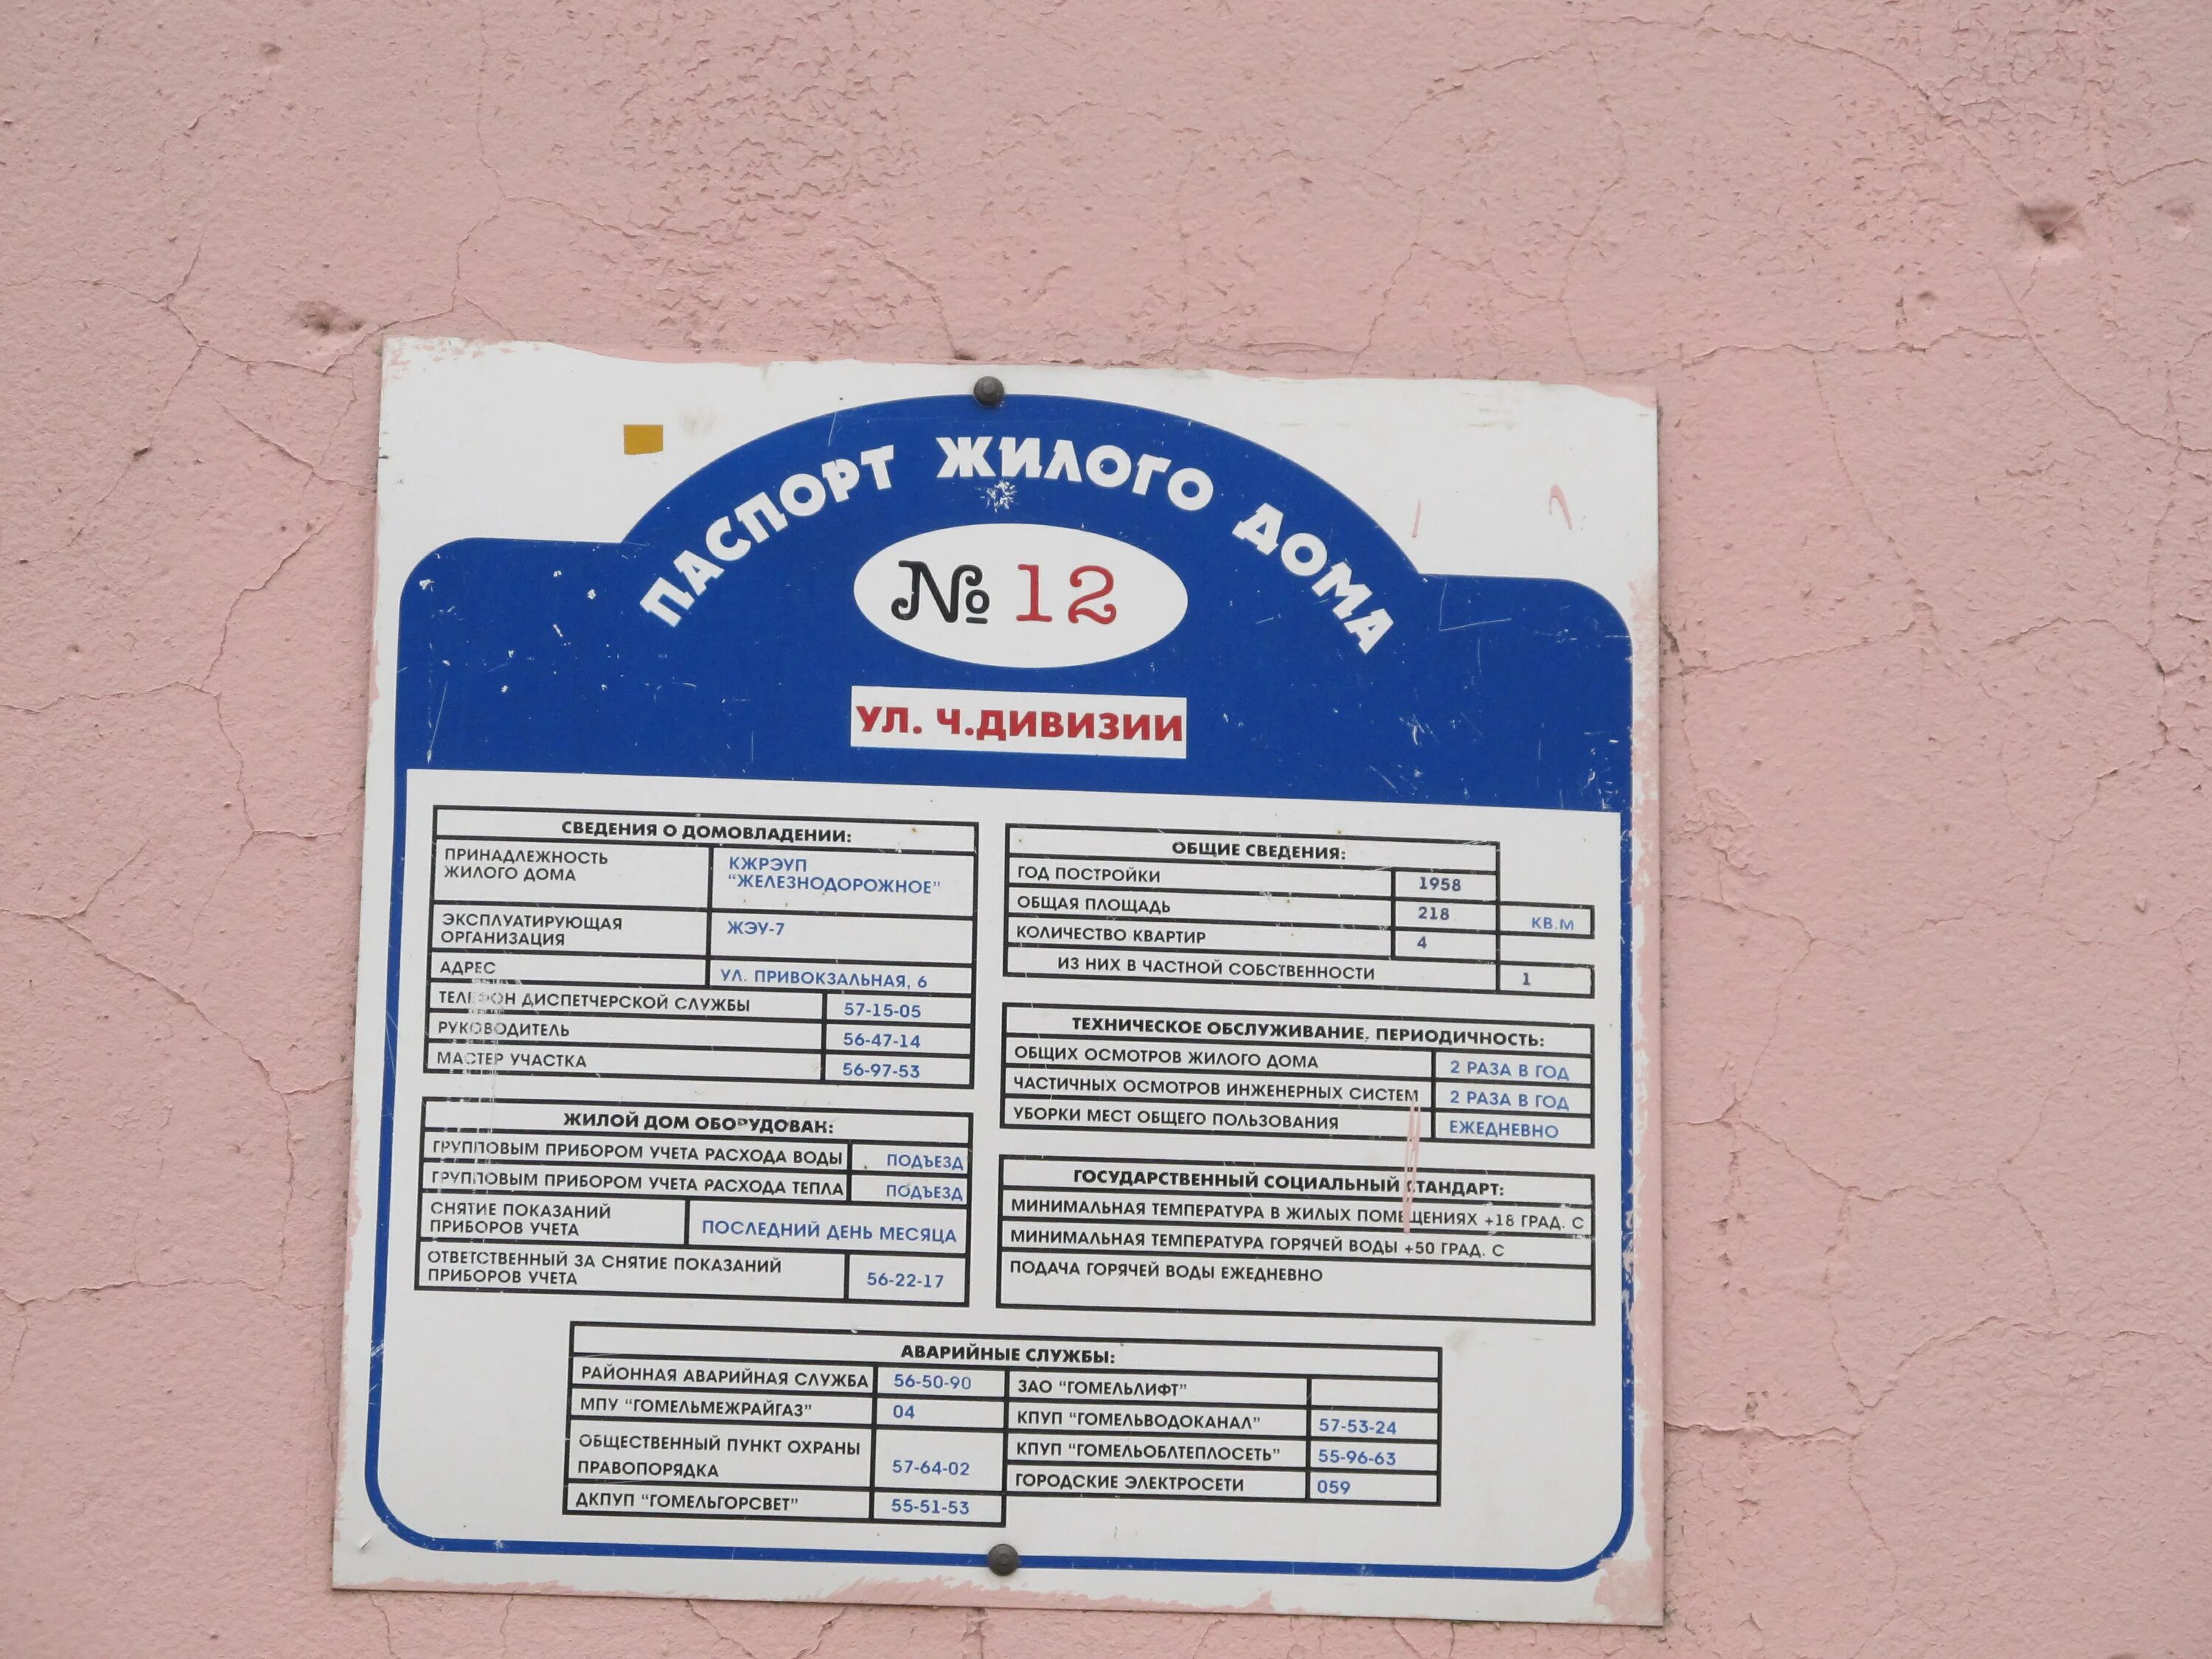 ПАСПОРТ ЖИЛОГО ДОМА
№ 12
УЛ. Ч.ДИВИЗИИ
СВЕДЕНИЯ О ДОМОВЛАДЕНИИ:
ПРИНАДЛЕЖНОСТЬ
ЖИЛОГО ДОМА
КЖРЭУП
"ЖЕЛЕЗНОДОРОЖНОЕ"
ЭКСПЛУАТИРУЮЩАЯ
ОРГАНИЗАЦИЯ
ЖЭУ-7
АДРЕС УЛ. ПРИВОКЗАЛЬНАЯ, 6
ТЕЛЕФОН ДИСПЕТЧЕРСКОЙ СЛУЖБЫ 57-15-05
РУКОВОДИТЕЛЬ 56-47-14
МАСТЕР УЧАСТКА 56-97-53
ЖИЛОЙ ДОМ ОБОРУДОВАН:
ГРУППОВЫМ ПРИБОРОМ УЧЕТА РАСХОДА ВОДЫ ПОДЪЕЗД
ГРУППОВЫМ ПРИБОРОМ УЧЕТА РАСХОДА ТЕПЛА ПОДЪЕЗД
СНЯТИЕ ПОКАЗАНИЙ
ПРИБОРОВ УЧЕТА
ПОСЛЕДНИЙ ДЕНЬ МЕСЯЦА
ОТВЕТСТВЕННЫЙ ЗА СНЯТИЕ ПОКАЗАНИЙ
ПРИБОРОВ УЧЕТА
56-22-17
ОБЩИЕ СВЕДЕНИЯ:
ГОД ПОСТРОЙКИ 1958
ОБЩАЯ ПЛОЩАДЬ 218 КВ.М
КОЛИЧЕСТВО КВАРТИР 4
ИЗ НИХ В ЧАСТНОЙ СОБСТВЕННОСТИ 1
ТЕХНИЧЕСКОЕ ОБСЛУЖИВАНИЕ, ПЕРИОДИЧНОСТЬ:
ОБЩИХ ОСМОТРОВ ЖИЛОГО ДОМА 2 РАЗА В ГОД
ЧАСТИЧНЫХ ОСМОТРОВ ИНЖЕНЕРНЫХ СИСТЕМ 2 РАЗА В ГОД
УБОРКИ МЕСТ ОБЩЕГО ПОЛЬЗОВАНИЯ ЕЖЕДНЕВНО
ГОСУДАРСТВЕННЫЙ СОЦИАЛЬНЫЙ СТАНДАРТ:
МИНИМАЛЬНАЯ ТЕМПЕРАТУРА В ЖИЛЫХ ПОМЕЩЕНИЯХ +18 ГРАД. С
МИНИМАЛЬНАЯ ТЕМПЕРАТУРА ГОРЯЧЕЙ ВОДЫ +50 ГРАД. С
ПОДАЧА ГОРЯЧЕЙ ВОДЫ ЕЖЕДНЕВНО
АВАРИЙНЫЕ СЛУЖБЫ:
РАЙОННАЯ АВАРИЙНАЯ СЛУЖБА 56-50-90
МПУ "ГОМЕЛЬМЕЖРАЙГАЗ" 04
ОБЩЕСТВЕННЫЙ ПУНКТ ОХРАНЫ
ПРАВОПОРЯДКА 57-64-02
ДКПУП "ГОМЕЛЬГОРСВЕТ" 55-51-53
ЗАО "ГОМЕЛЬЛИФТ"
КПУП "ГОМЕЛЬВОДОКАНАЛ" 57-53-24
КПУП "ГОМЕЛЬОБЛТЕПЛОСЕТЬ" 55-96-63
ГОРОДСКИЕ ЭЛЕКТРОСЕТИ 059